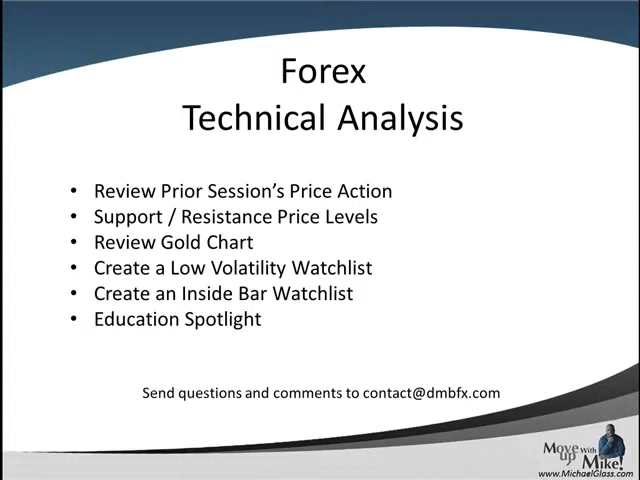 Forex
Technical Analysis
• Review Prior Session's Price Action
• Support / Resistance Price Levels
• Review Gold Chart
• Create a Low Volatility Watchlist
• Create an Inside Bar Watchlist
• Education Spotlight
Send questions and comments to contact@dmbfx.com
Move up With Mike!
www.MichaelGlass.com